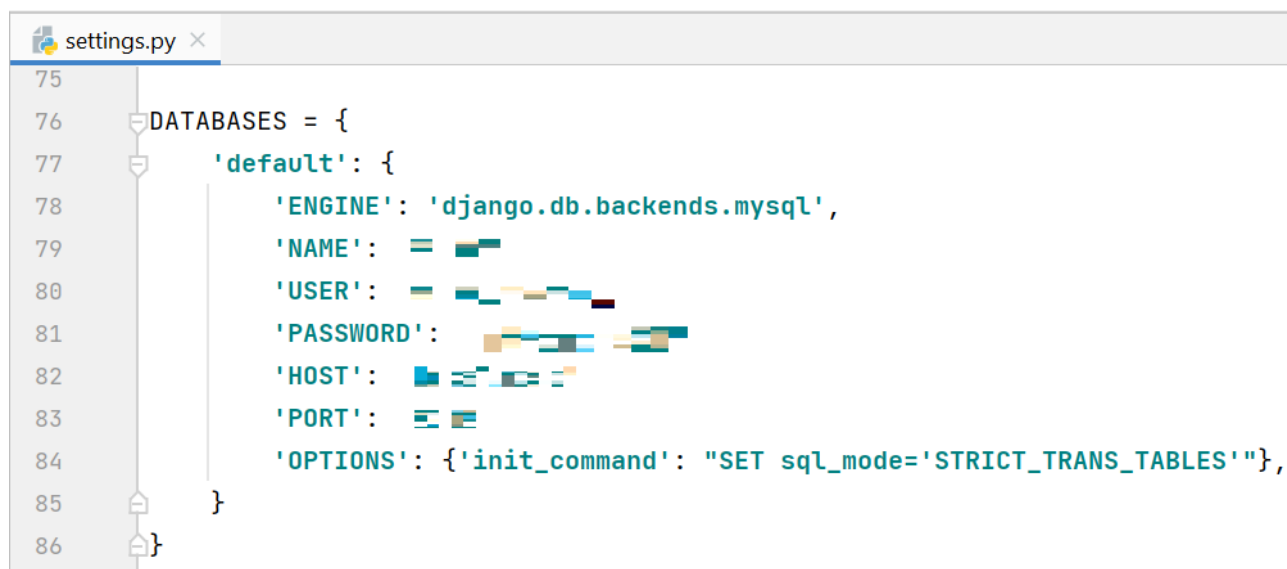 settings.py
75
76 DATABASES = {
77 'default': {
78 'ENGINE': 'django.db.backends.mysql',
79 'NAME':
80 'USER':
81 'PASSWORD':
82 'HOST':
83 'PORT':
84 'OPTIONS': {'init_command': "SET sql_mode='STRICT_TRANS_TABLES'"},
85 }
86 }